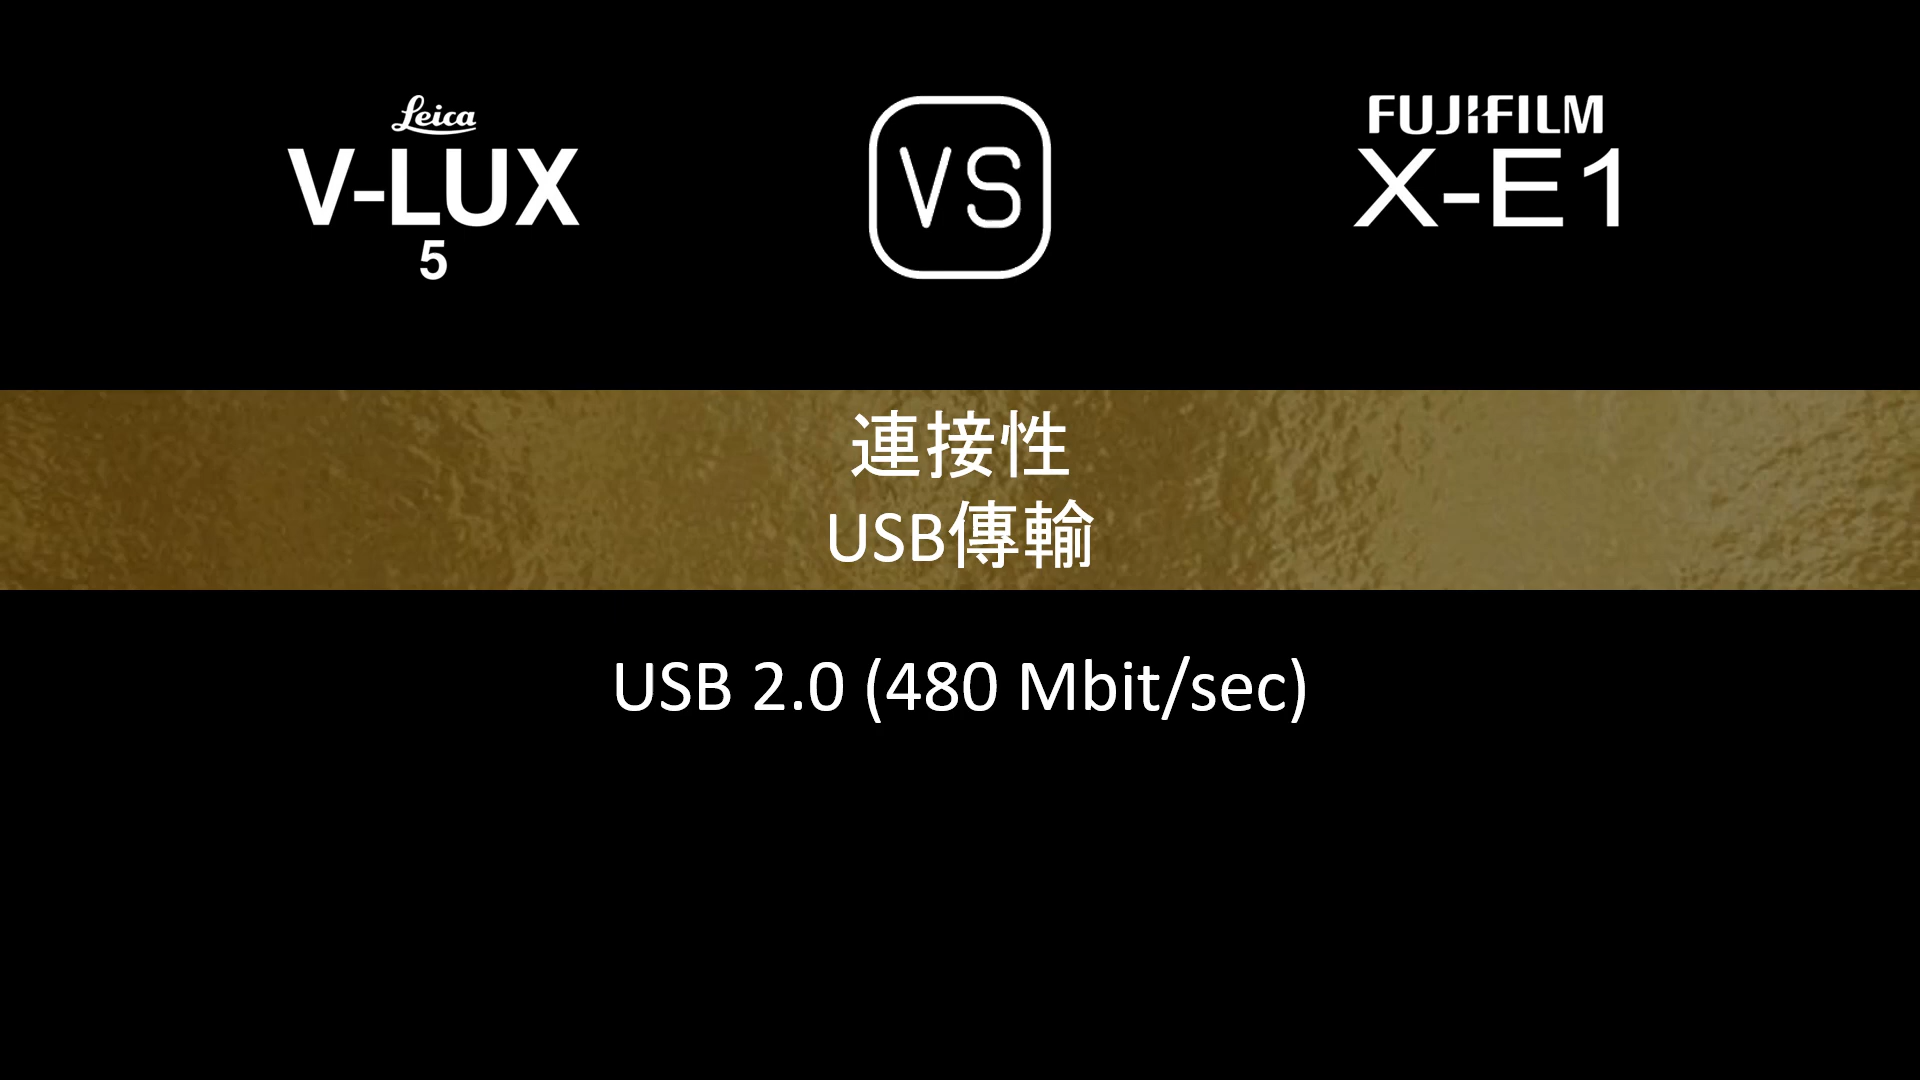 Leica
V-LUX
5
VS
FUJIFILM
X-E1
連接性
USB傳輸
USB 2.0 (480 Mbit/sec)